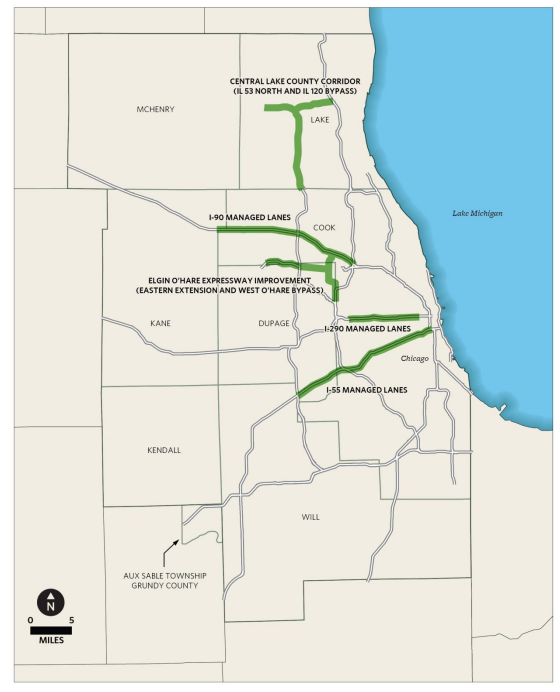 CENTRAL LAKE COUNTY CORRIDOR
(IL 53 NORTH AND IL 120 BYPASS)
MCHENRY
LAKE
Lake Michigan
I-90 MANAGED LANES
COOK
ELGIN O'HARE EXPRESSWAY IMPROVEMENT
(EASTERN EXTENSION AND WEST O'HARE BYPASS)
KANE
DUPAGE
I-290 MANAGED LANES
Chicago
I-55 MANAGED LANES
KENDALL
WILL
AUX SABLE TOWNSHIP
GRUNDY COUNTY
N
0 5
MILES